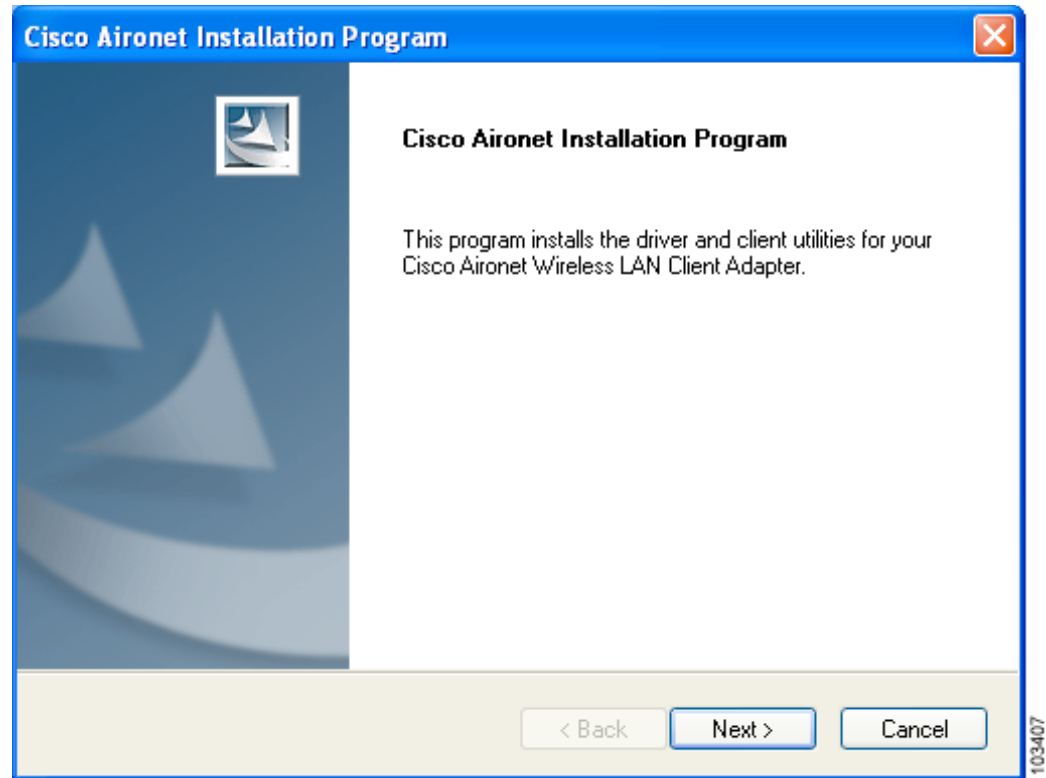 Cisco Aironet Installation Program
Cisco Aironet Installation Program
This program installs the driver and client utilities for your
Cisco Aironet Wireless LAN Client Adapter.
< Back
Next >
Cancel
103407